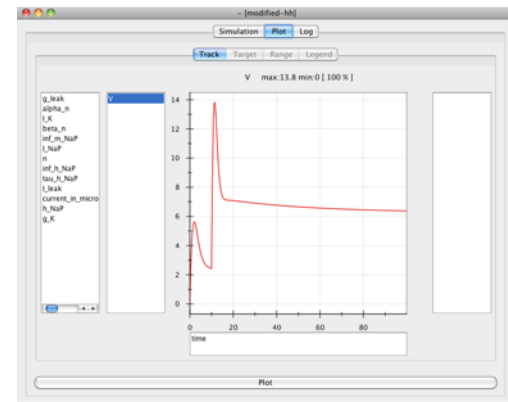 - [modified-hh]
Simulation Plot Log
Track Target Range Legend
V max:13.8 min:0 [ 100 % ]
g_leak
alpha_n
I_K
beta_n
inf_m_NaP
I_NaP
n
inf_h_NaP
tau_h_NaP
I_leak
current_in_micro
h_NaP
g_K
V
14
12
10
8
6
4
2
0
0 20 40 60 80
time
Plot